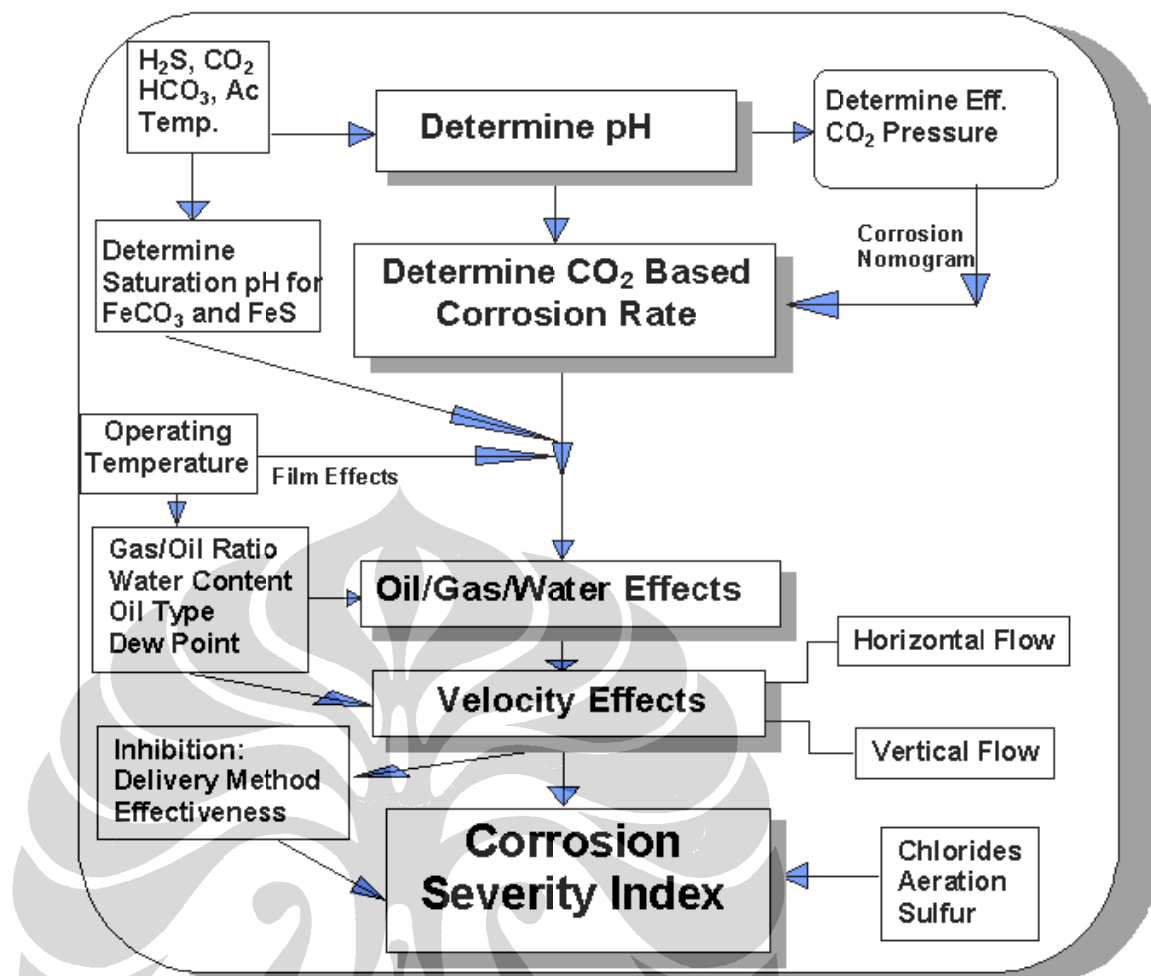 H₂S, CO₂
HCO₃, Ac
Temp.
Determine pH
Determine Eff.
CO₂ Pressure
Determine
Saturation pH for
FeCO₃ and FeS
Determine CO₂ Based
Corrosion Rate
Corrosion
Nomogram
Operating
Temperature
Film Effects
Gas/Oil Ratio
Water Content
Oil Type
Dew Point
Oil/Gas/Water Effects
Horizontal Flow
Velocity Effects
Vertical Flow
Inhibition:
Delivery Method
Effectiveness
Corrosion
Severity Index
Chlorides
Aeration
Sulfur